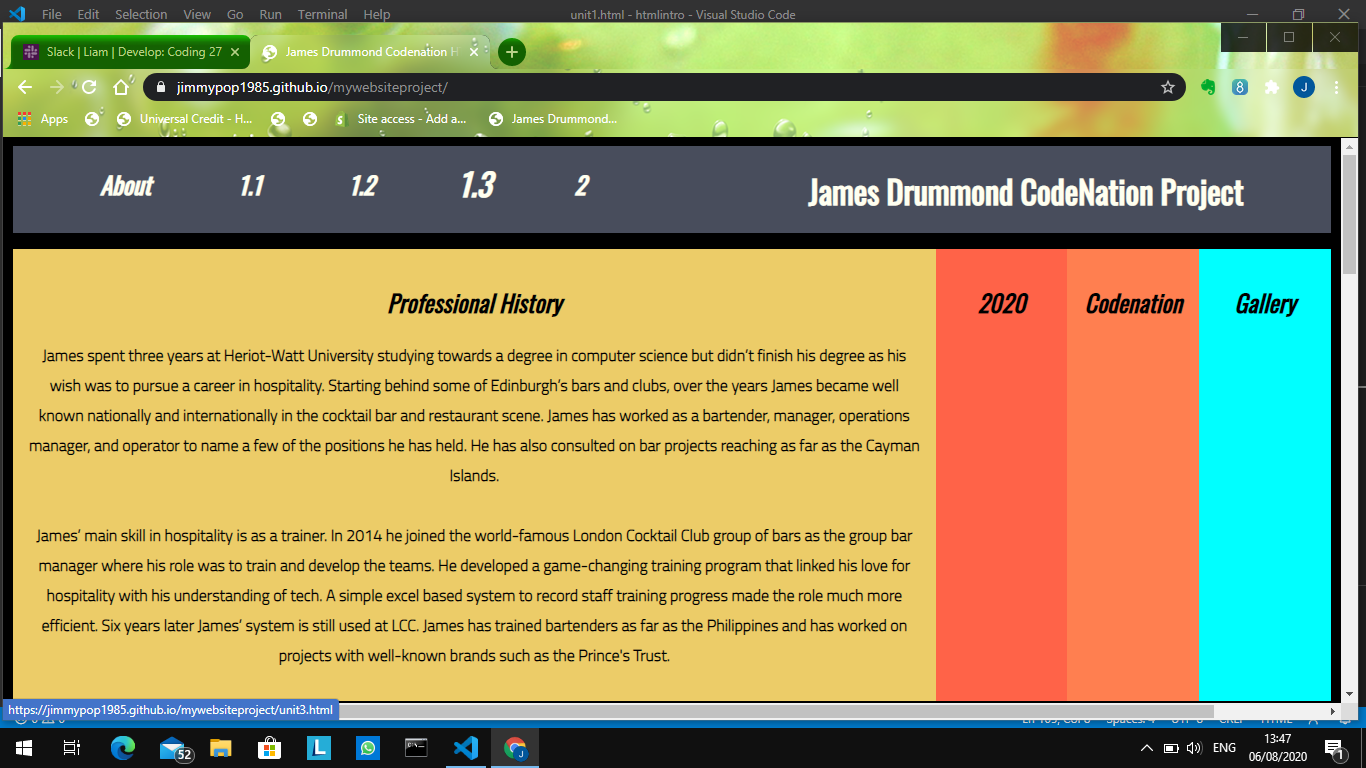 File Edit Selection View Go Run Terminal Help unit1.html - htmlintro - Visual Studio Code
Slack | Liam | Develop: Coding 27
James Drummond Codenation H
jimmypop1985.github.io/mywebsiteproject/
J
Apps
Universal Credit - H...
Site access - Add a...
James Drummond...
About 1.1 1.2 1.3 2
James Drummond CodeNation Project
Professional History
James spent three years at Heriot-Watt University studying towards a degree in computer science but didn’t finish his degree as his
wish was to pursue a career in hospitality. Starting behind some of Edinburgh’s bars and clubs, over the years James became well
known nationally and internationally in the cocktail bar and restaurant scene. James has worked as a bartender, manager, operations
manager, and operator to name a few of the positions he has held. He has also consulted on bar projects reaching as far as the Cayman
Islands.
James’ main skill in hospitality is as a trainer. In 2014 he joined the world-famous London Cocktail Club group of bars as the group bar
manager where his role was to train and develop the teams. He developed a game-changing training program that linked his love for
hospitality with his understanding of tech. A simple excel based system to record staff training progress made the role much more
efficient. Six years later James’ system is still used at LCC. James has trained bartenders as far as the Philippines and has worked on
projects with well-known brands such as the Prince's Trust.
2020
Codenation
Gallery
https://jimmypop1985.github.io/mywebsiteproject/unit3.html
52
L
J
ENG
13:47
06/08/2020
1